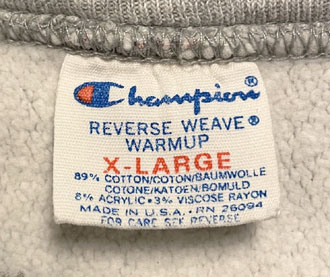 Champion®
REVERSE WEAVE®
WARMUP
X-LARGE
89% COTTON/COTON/BAUMWOLLE
COTONE/KATOEN/BOMULD
8% ACRYLIC • 3% VISCOSE RAYON
MADE IN U.S.A. • RN 26094
FOR CARE SEE REVERSE